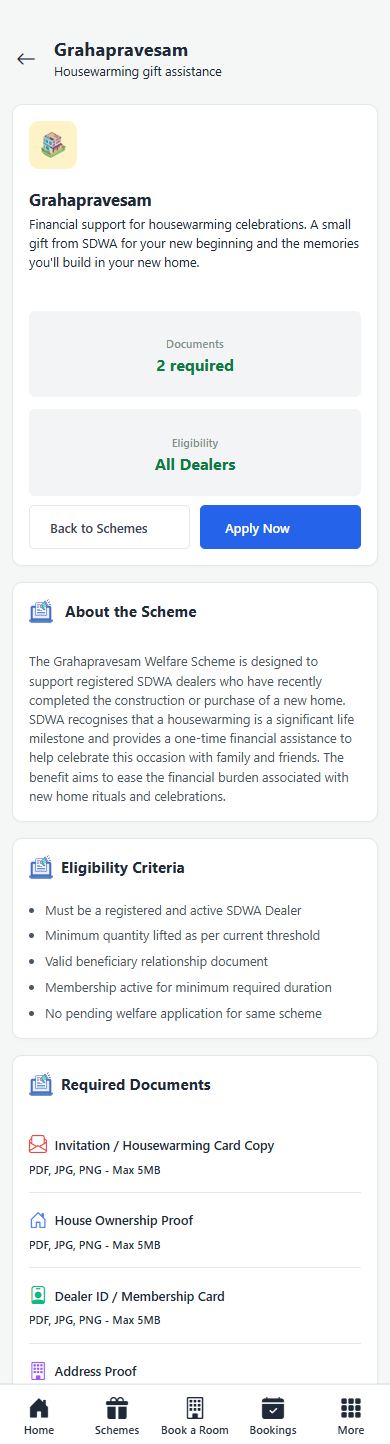 Grahapravesam
Housewarming gift assistance
Grahapravesam
Financial support for housewarming celebrations. A small
gift from SDWA for your new beginning and the memories
you'll build in your new home.
Documents
2 required
Eligibility
All Dealers
Back to Schemes
Apply Now
About the Scheme
The Grahapravesam Welfare Scheme is designed to
support registered SDWA dealers who have recently
completed the construction or purchase of a new home.
SDWA recognises that a housewarming is a significant life
milestone and provides a one-time financial assistance to
help celebrate this occasion with family and friends. The
benefit aims to ease the financial burden associated with
new home rituals and celebrations.
Eligibility Criteria
• Must be a registered and active SDWA Dealer
• Minimum quantity lifted as per current threshold
• Valid beneficiary relationship document
• Membership active for minimum required duration
• No pending welfare application for same scheme
Required Documents
Invitation / Housewarming Card Copy
PDF, JPG, PNG - Max 5MB
House Ownership Proof
PDF, JPG, PNG - Max 5MB
Dealer ID / Membership Card
PDF, JPG, PNG - Max 5MB
Address Proof
Home
Schemes
Book a Room
Bookings
More